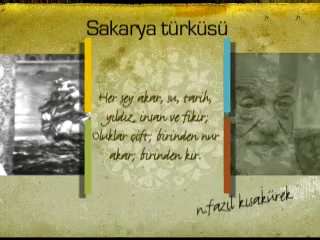 Sakarya türküsü
Her şey akar, su, tarih,
yıldız, insan ve fikir;
Oluklar çift; birinden nur
akar; birinden kir.
n.fazıl kısakürek